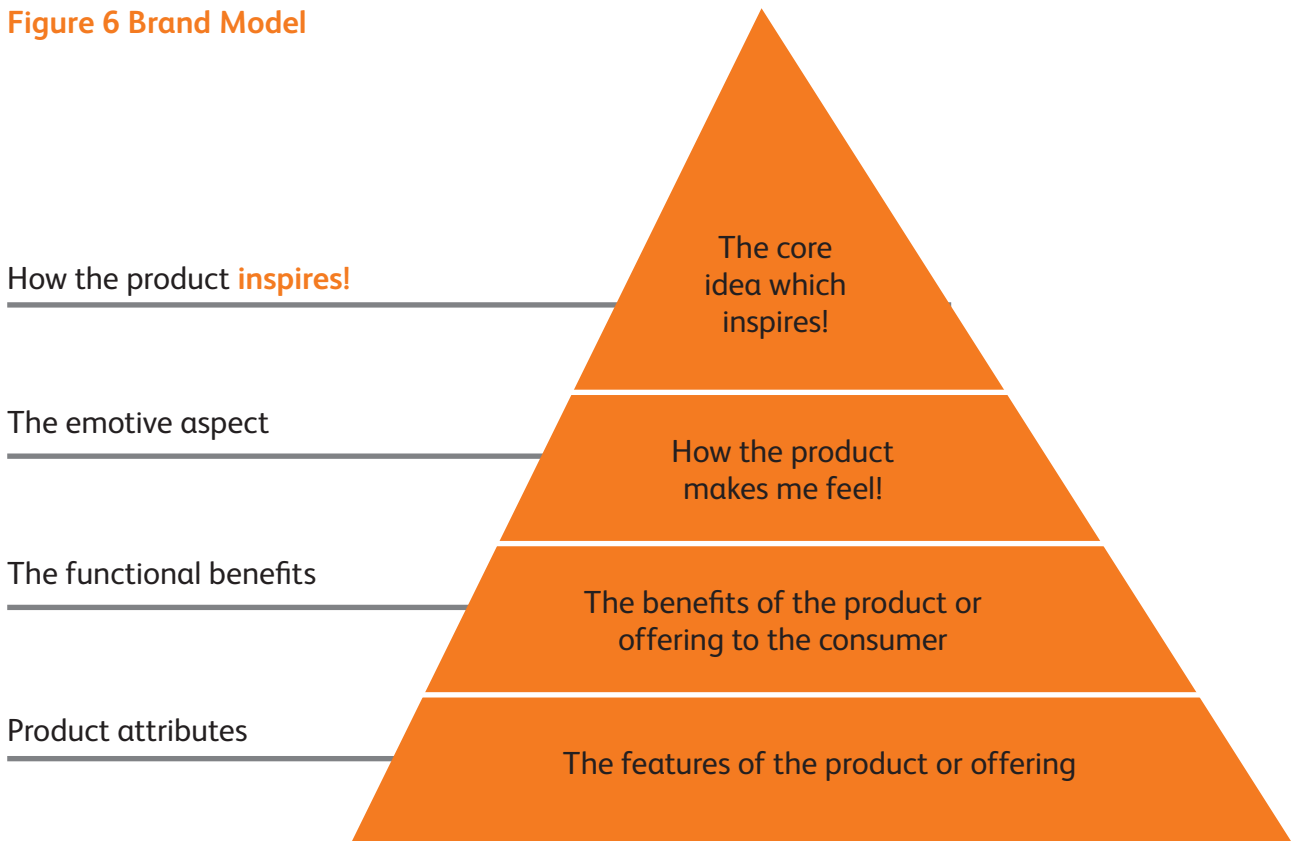 Figure 6 Brand Model
How the product inspires!
The core
idea which
inspires!
The emotive aspect
How the product
makes me feel!
The functional benefits
The benefits of the product or
offering to the consumer
Product attributes
The features of the product or offering